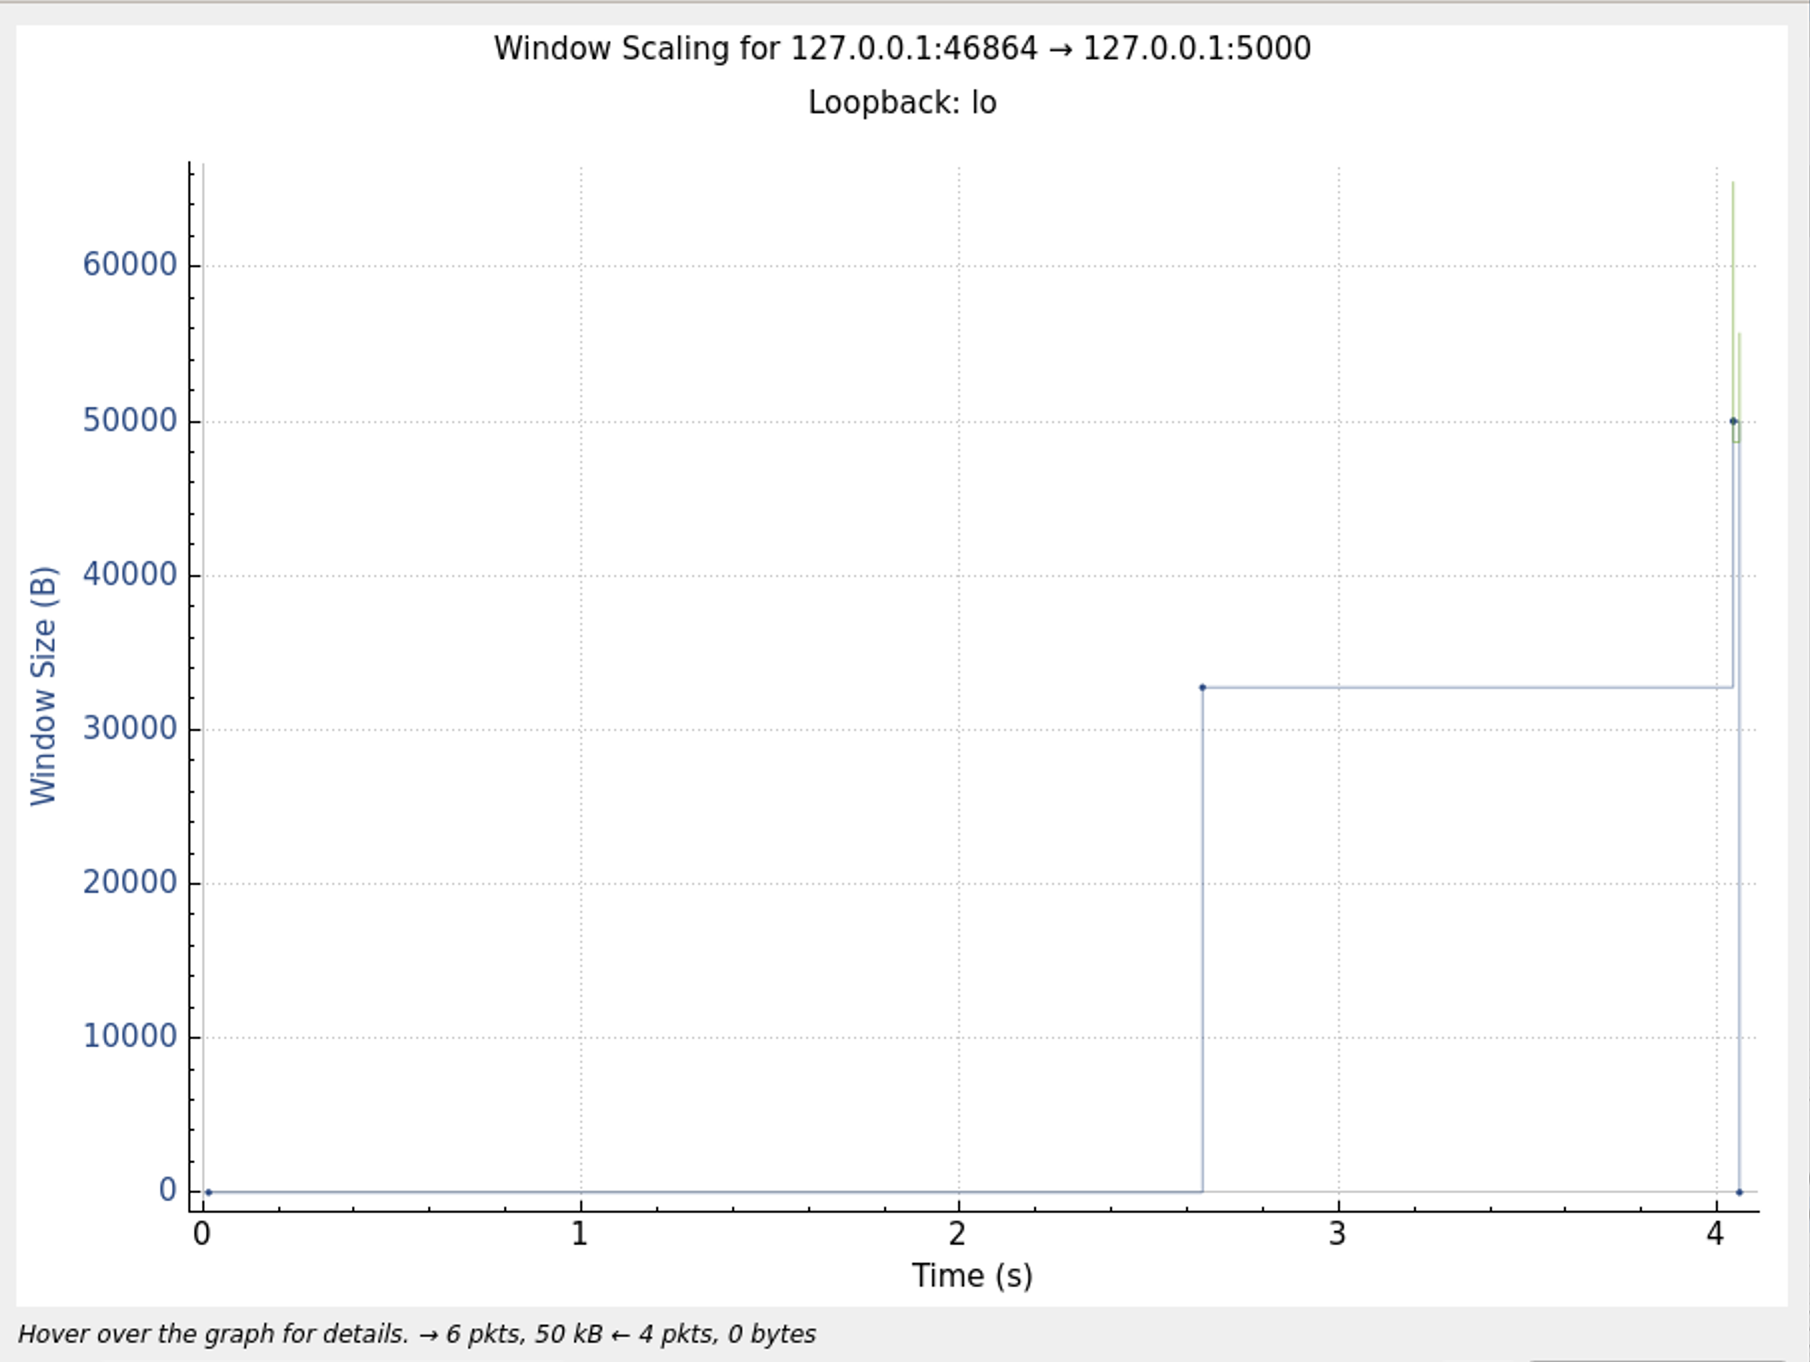 Window Scaling for 127.0.0.1:46864 → 127.0.0.1:5000
Loopback: lo
Window Size (B)
60000
50000
40000
30000
20000
10000
0
0 1 2 3 4
Time (s)
Hover over the graph for details. → 6 pkts, 50 kB ← 4 pkts, 0 bytes